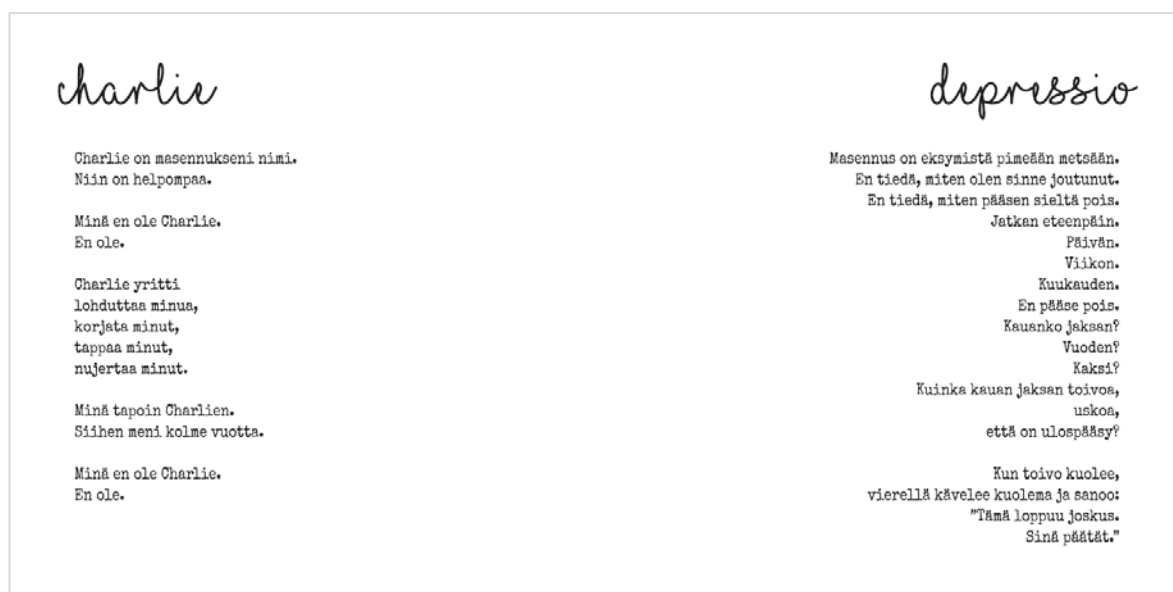 charlie
Charlie on masennukseni nimi.
Niin on helpompaa.
Minä en ole Charlie.
En ole.
Charlie yritti
lohduttaa minua,
korjata minut,
tappaa minut,
nujertaa minut.
Minä tapoin Charlien.
Siihen meni kolme vuotta.
Minä en ole Charlie.
En ole.
depressio
Masennus on eksymistä pimeään metsään.
En tiedä, miten olen sinne joutunut.
En tiedä, miten pääsen sieltä pois.
Jatkan eteenpäin.
Päivän.
Viikon.
Kuukauden.
En pääse pois.
Kauanko jaksan?
Vuoden?
Kaksi?
Kuinka kauan jaksan toivoa,
uskoa,
että on ulospääsy?
Kun toivo kuolee,
vierellä kävelee kuolema ja sanoo:
"Tämä loppuu joskus.
Sinä päätät."